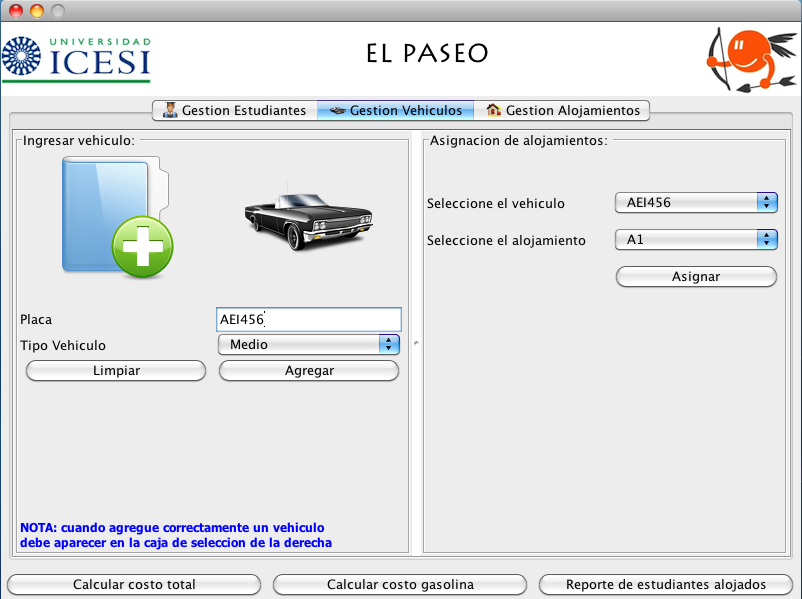 UNIVERSIDAD
ICESI
EL PASEO
Gestion Estudiantes
Gestion Vehiculos
Gestion Alojamientos
Ingresar vehiculo:
Placa
AEI456
Tipo Vehiculo
Medio
Limpiar
Agregar
NOTA: cuando agregue correctamente un vehiculo
debe aparecer en la caja de seleccion de la derecha
Asignacion de alojamientos:
Seleccione el vehiculo
AEI456
Seleccione el alojamiento
A1
Asignar
Calcular costo total
Calcular costo gasolina
Reporte de estudiantes alojados